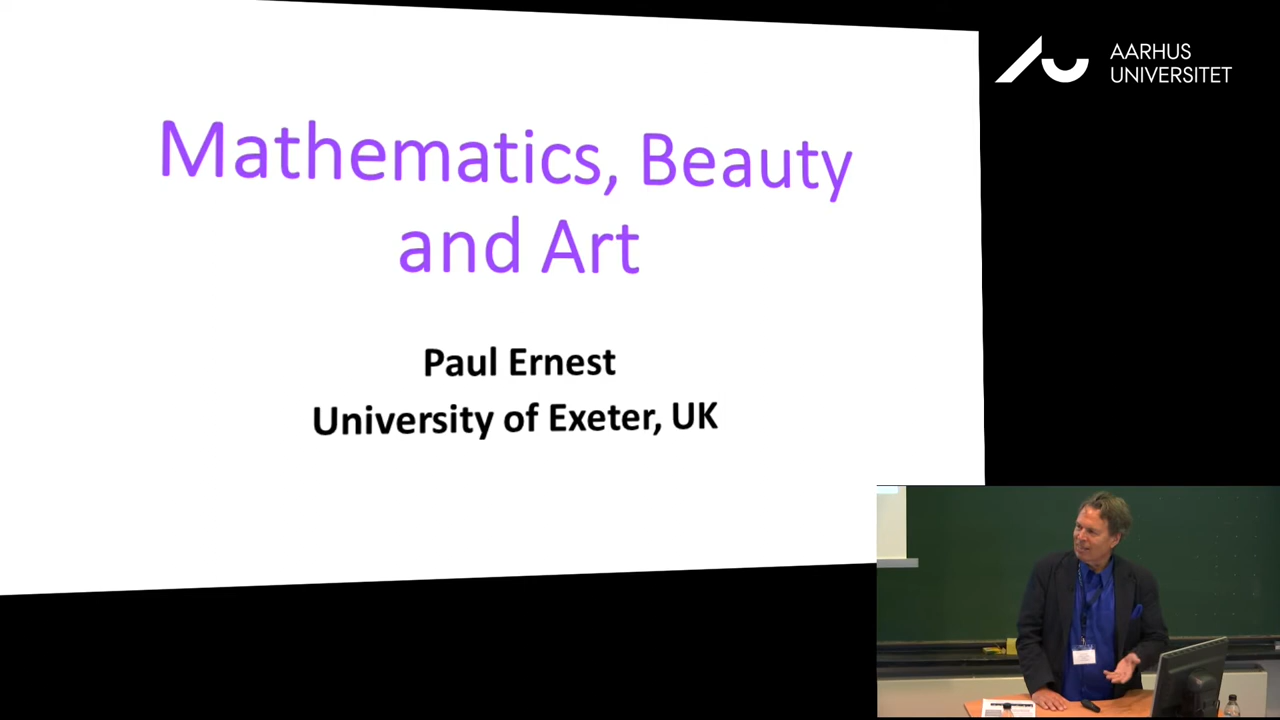 AARHUS
UNIVERSITET
Mathematics, Beauty
and Art
Paul Ernest
University of Exeter, UK